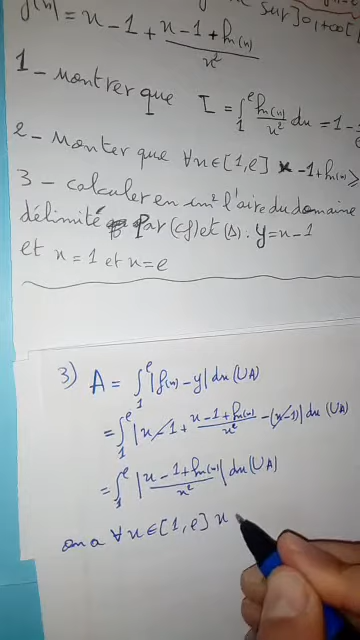 f(x) = x - 1 + (x - 1 + ln(x))/x² sur ]0,+∞[
1 - montrer que I = ∫₁ᵉ ln(x)/x² dx = 1 -
2 - Monter que ∀x∈[1,e] x - 1 + ln(x) ≥
3 - calculer en cm² l'aire du domaine
délimité par (Cf) et (Δ): y = x - 1
et x = 1 et x = e
3) A = ∫₁ᵉ |f(x) - y| dx (UA)
= ∫₁ᵉ |x - 1 + (x - 1 + ln(x))/x² - (x - 1)| dx (UA)
= ∫₁ᵉ |(x - 1 + ln(x))/x²| dx (UA)
on a ∀x∈[1,e] x